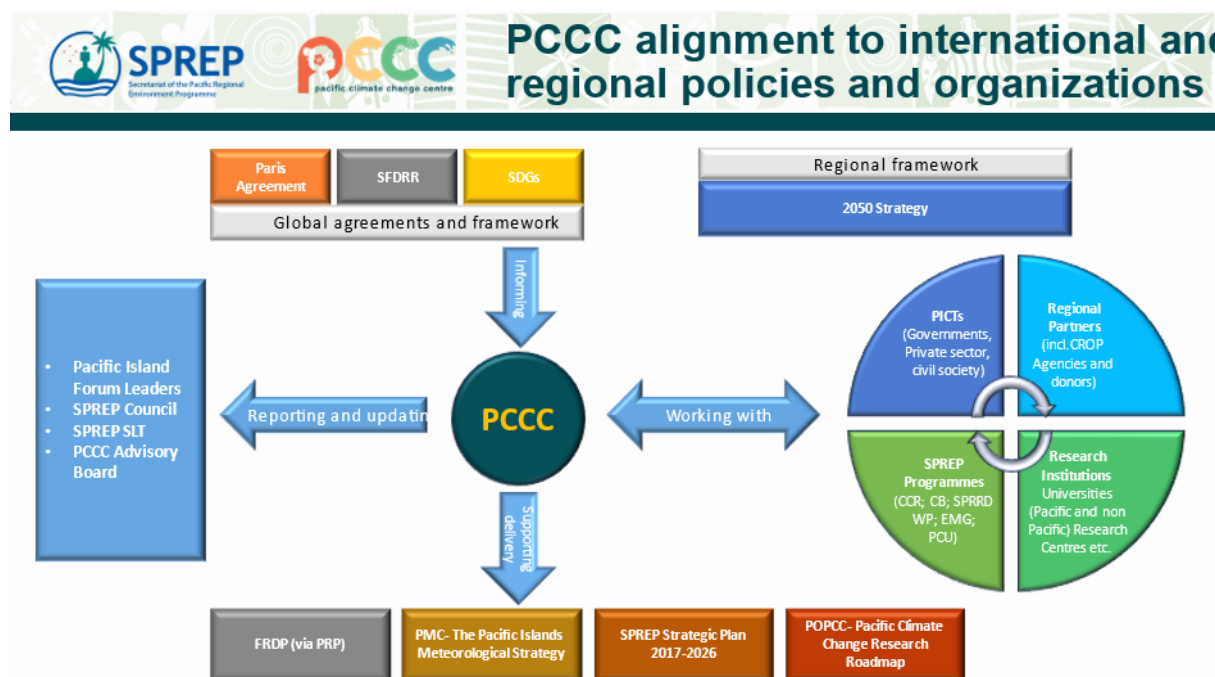 SPREP
Secretariat of the Pacific Regional
Environment Programme
pccc
pacific climate change centre
PCCC alignment to international and
regional policies and organizations
Paris
Agreement
SFDRR
SDGs
Global agreements and framework
Regional framework
2050 Strategy
Informing
• Pacific Island
Forum Leaders
• SPREP Council
• SPREP SLT
• PCCC Advisory
Board
Reporting and updatin
PCCC
Working with
PICTs
(Governments,
Private sector,
civil society)
Regional
Partners
(incl.CROP
Agencies and
donors)
SPREP
Programmes
(CCR; CB; SPRRD
WP; EMG;
PCU)
Research
Institutions
Universities
(Pacific and non
Pacific) Research
Centres etc.
Supporting
delivery
FRDP (via PRP)
PMC- The Pacific Islands
Meteorological Strategy
SPREP Strategic Plan
2017-2026
POPCC- Pacific Climate
Change Research
Roadmap